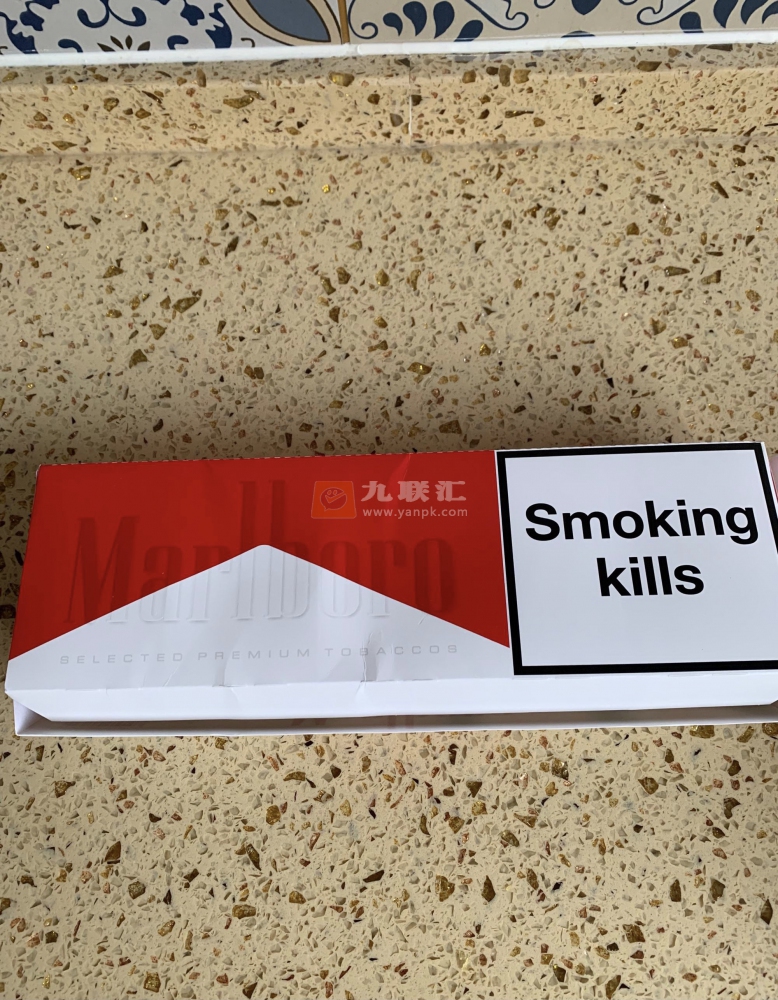 Marlboro
SELECTED PREMIUM TOBACCOS
九联汇
www.yanpk.com
Smoking
kills